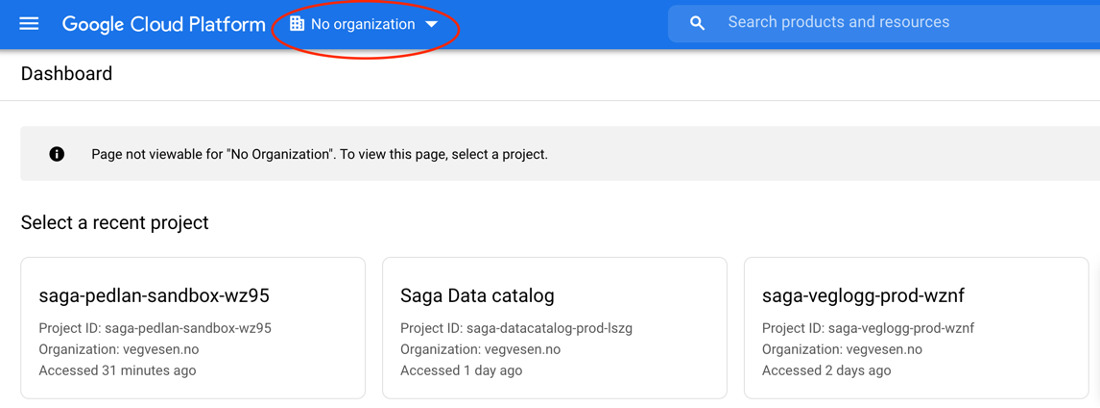 Google Cloud Platform No organization Search products and resources
Dashboard
Page not viewable for "No Organization". To view this page, select a project.
Select a recent project
saga-pedlan-sandbox-wz95
Project ID: saga-pedlan-sandbox-wz95
Organization: vegvesen.no
Accessed 31 minutes ago
Saga Data catalog
Project ID: saga-datacatalog-prod-lszg
Organization: vegvesen.no
Accessed 1 day ago
saga-veglogg-prod-wznf
Project ID: saga-veglogg-prod-wznf
Organization: vegvesen.no
Accessed 2 days ago